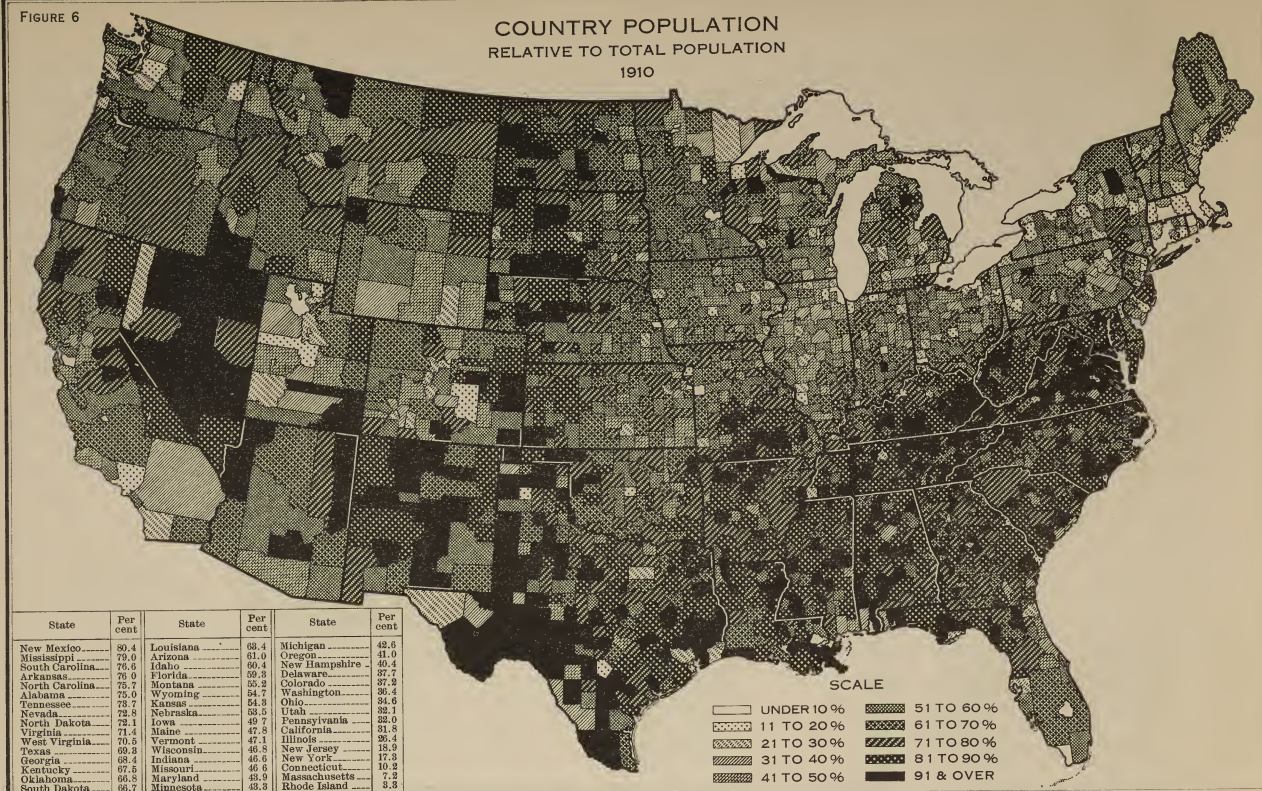 FIGURE 6
COUNTRY POPULATION
RELATIVE TO TOTAL POPULATION
1910
State Per cent State Per cent State Per cent
New Mexico 80.4 Louisiana 63.4 Michigan 42.6
Mississippi 79.0 Arizona 61.0 Oregon 41.0
South Carolina 76.6 Idaho 60.4 New Hampshire 40.4
Arkansas 76 0 Florida 59.3 Delaware 37.7
North Carolina 75.7 Montana 55.2 Colorado 37.2
Alabama 75.0 Wyoming 54.7 Washington 36.4
Tennessee 73.7 Kansas 54.3 Ohio 34.6
Nevada 72.8 Nebraska 53.5 Utah 32.1
North Dakota 72.1 Iowa 49 7 Pennsylvania 32.0
Virginia 71.4 Maine 47.8 California 31.8
West Virginia 70.5 Vermont 47.1 Illinois 26.4
Texas 69.3 Wisconsin 46.8 New Jersey 18.9
Georgia 68.4 Indiana 46.6 New York 17.3
Kentucky 67.5 Missouri 46 6 Connecticut 10.2
Oklahoma 66.8 Maryland 43.9 Massachusetts 7.2
South Dakota 66.7 Minnesota 43.3 Rhode Island 3.3
SCALE
UNDER 10 % 51 TO 60 %
11 TO 20 % 61 TO 70 %
21 TO 30 % 71 TO 80 %
31 TO 40 % 81 TO 90 %
41 TO 50 % 91 & OVER